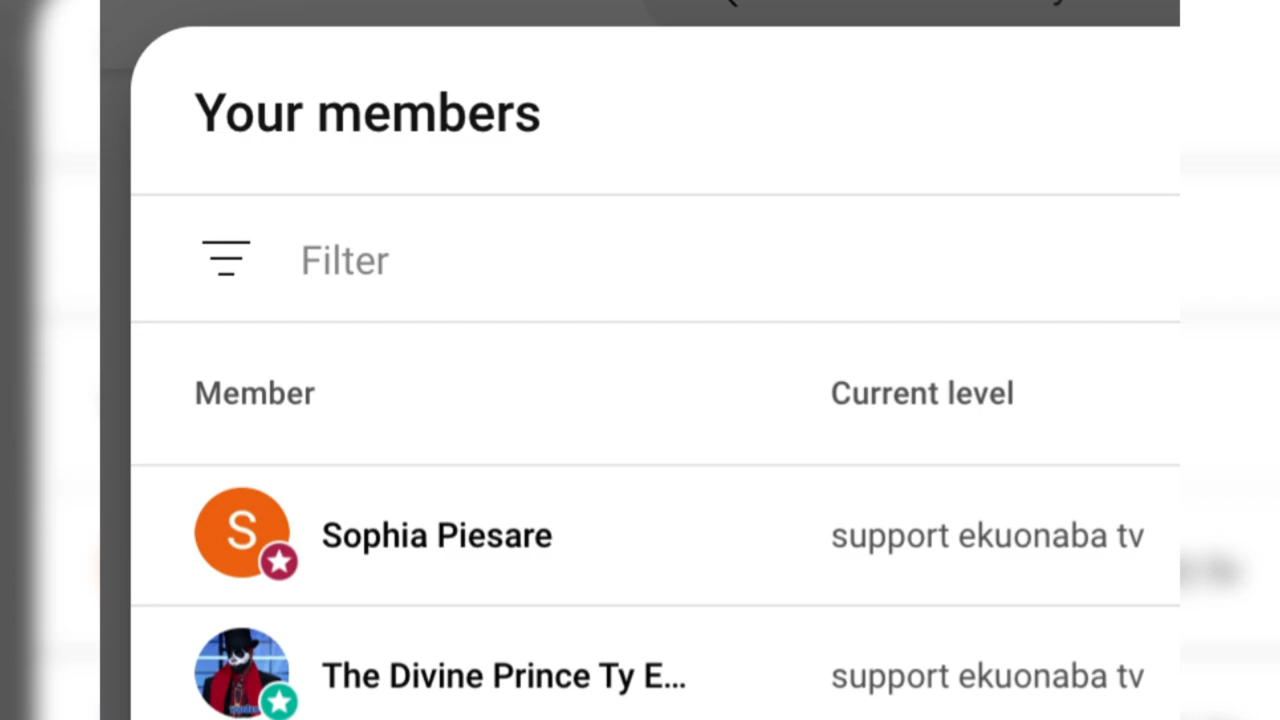 Your members
Filter
Member Current level
S
Sophia Piesare support ekuonaba tv
The Divine Prince Ty E... support ekuonaba tv